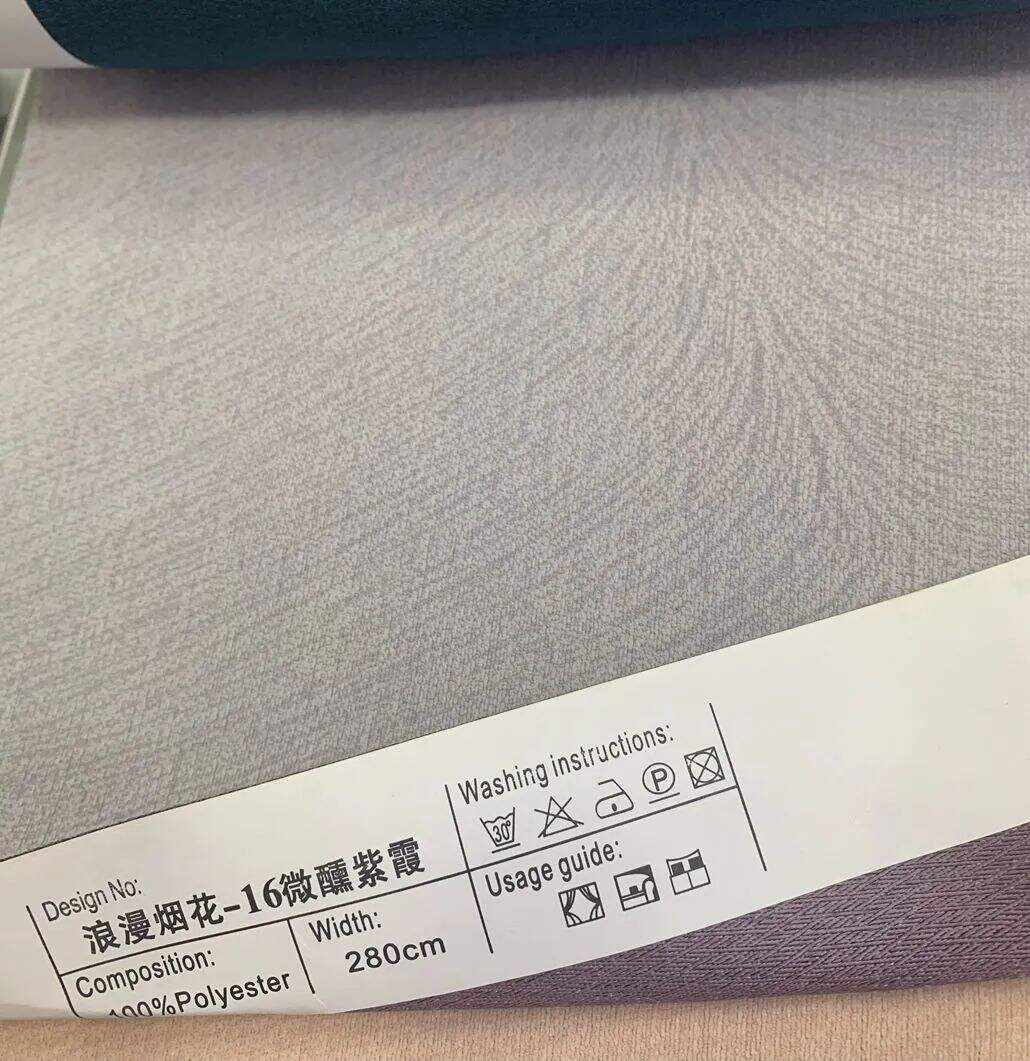 Design No:
浪漫烟花-16微醺紫霞
Composition:
100%Polyester
Width:
280cm
Washing instructions:
30°
P
Usage guide: